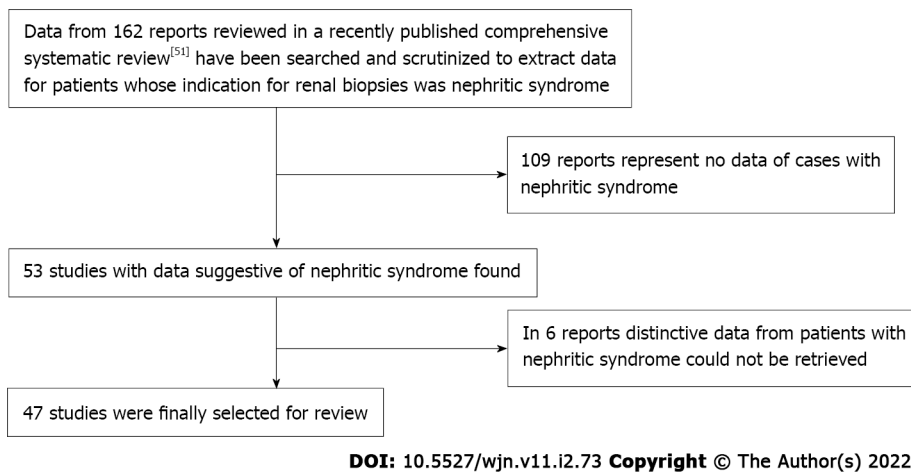 Data from 162 reports reviewed in a recently published comprehensive
systematic review[51] have been searched and scrutinized to extract data
for patients whose indication for renal biopsies was nephritic syndrome
109 reports represent no data of cases with
nephritic syndrome
53 studies with data suggestive of nephritic syndrome found
In 6 reports distinctive data from patients with
nephritic syndrome could not be retrieved
47 studies were finally selected for review
DOI: 10.5527/wjn.v11.i2.73 Copyright © The Author(s) 2022